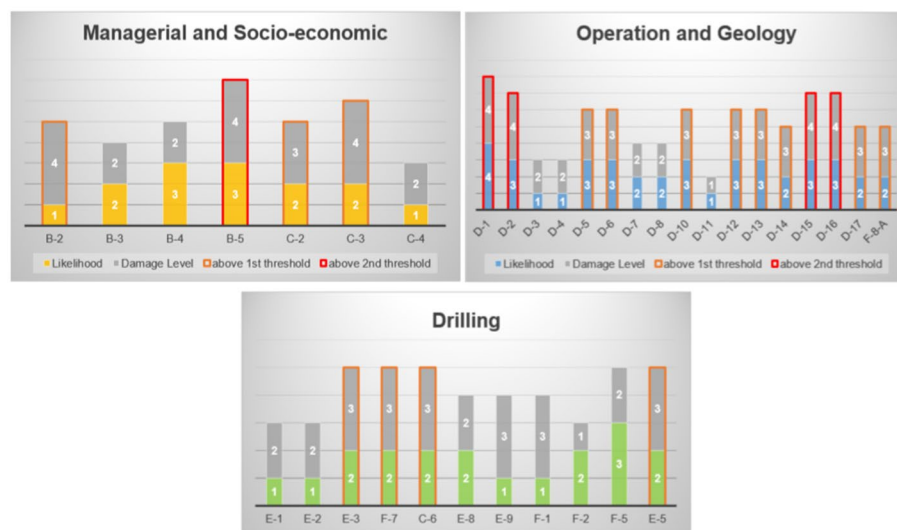 Managerial and Socio-economic
4 2 2 4 3 4 2
1 2 3 3 2 2 1
B-2 B-3 B-4 B-5 C-2 C-3 C-4
Likelihood Damage Level above 1st threshold above 2nd threshold
Operation and Geology
4 4 2 2 3 3 2 2 3 1 3 3 3 4 4 3 3
4 3 1 1 3 3 2 2 3 1 3 3 2 3 3 2 2
D-1 D-2 D-3 D-4 D-5 D-6 D-7 D-8 D-10 D-11 D-12 D-13 D-14 D-15 D-16 D-17 F-8-A
Likelihood Damage Level above 1st threshold above 2nd threshold
Drilling
2 2 3 3 3 2 3 3 1 2 3
1 1 2 2 2 2 1 1 2 3 2
E-1 E-2 E-3 F-7 C-6 E-8 E-9 F-1 F-2 F-5 E-5